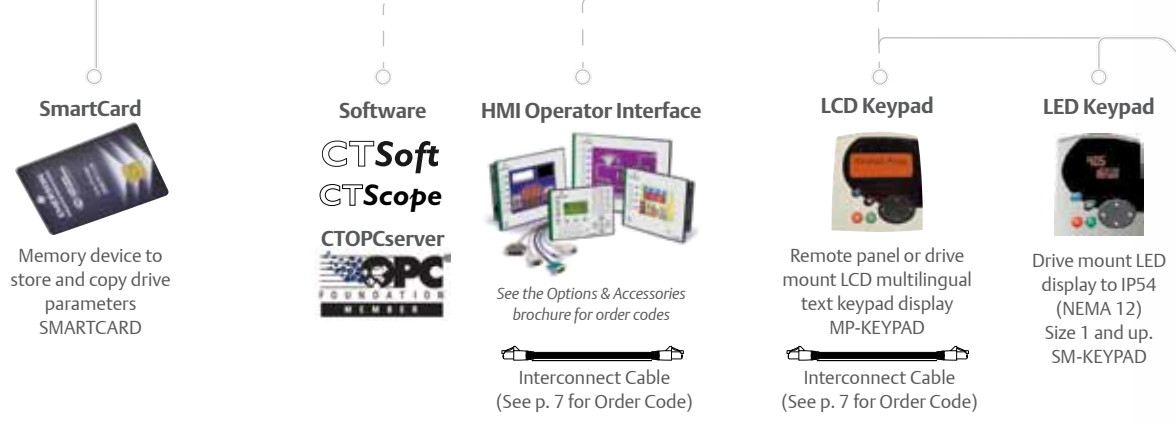 SmartCard
Memory device to
store and copy drive
parameters
SMARTCARD
Software
CTSoft
CTScope
CTOPCserver
OPC
FOUNDATION
MEMBER
HMI Operator Interface
See the Options & Accessories
brochure for order codes
Interconnect Cable
(See p. 7 for Order Code)
LCD Keypad
Remote panel or drive
mount LCD multilingual
text keypad display
MP-KEYPAD
Interconnect Cable
(See p. 7 for Order Code)
LED Keypad
Drive mount LED
display to IP54
(NEMA 12)
Size 1 and up.
SM-KEYPAD